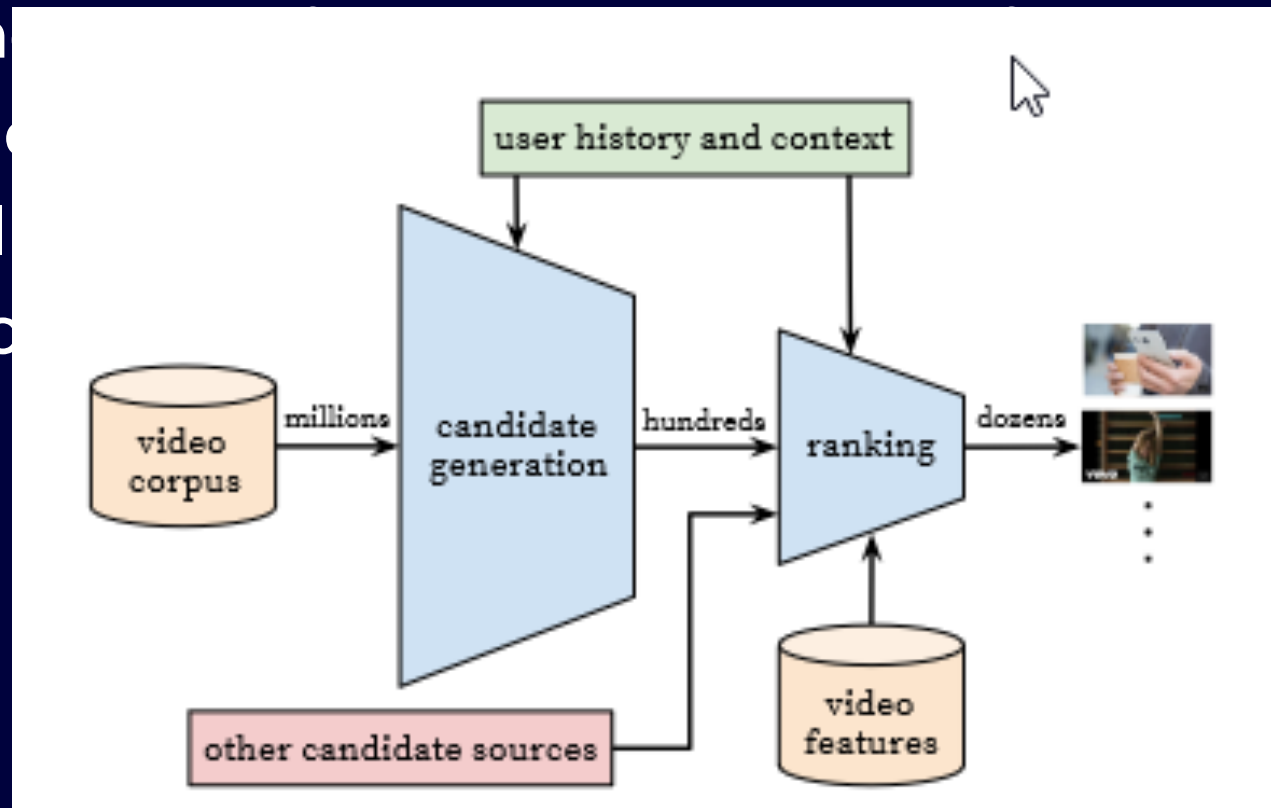 user history and context
video
corpus
millions
candidate
generation
hundreds
ranking
dozens
other candidate sources
video
features